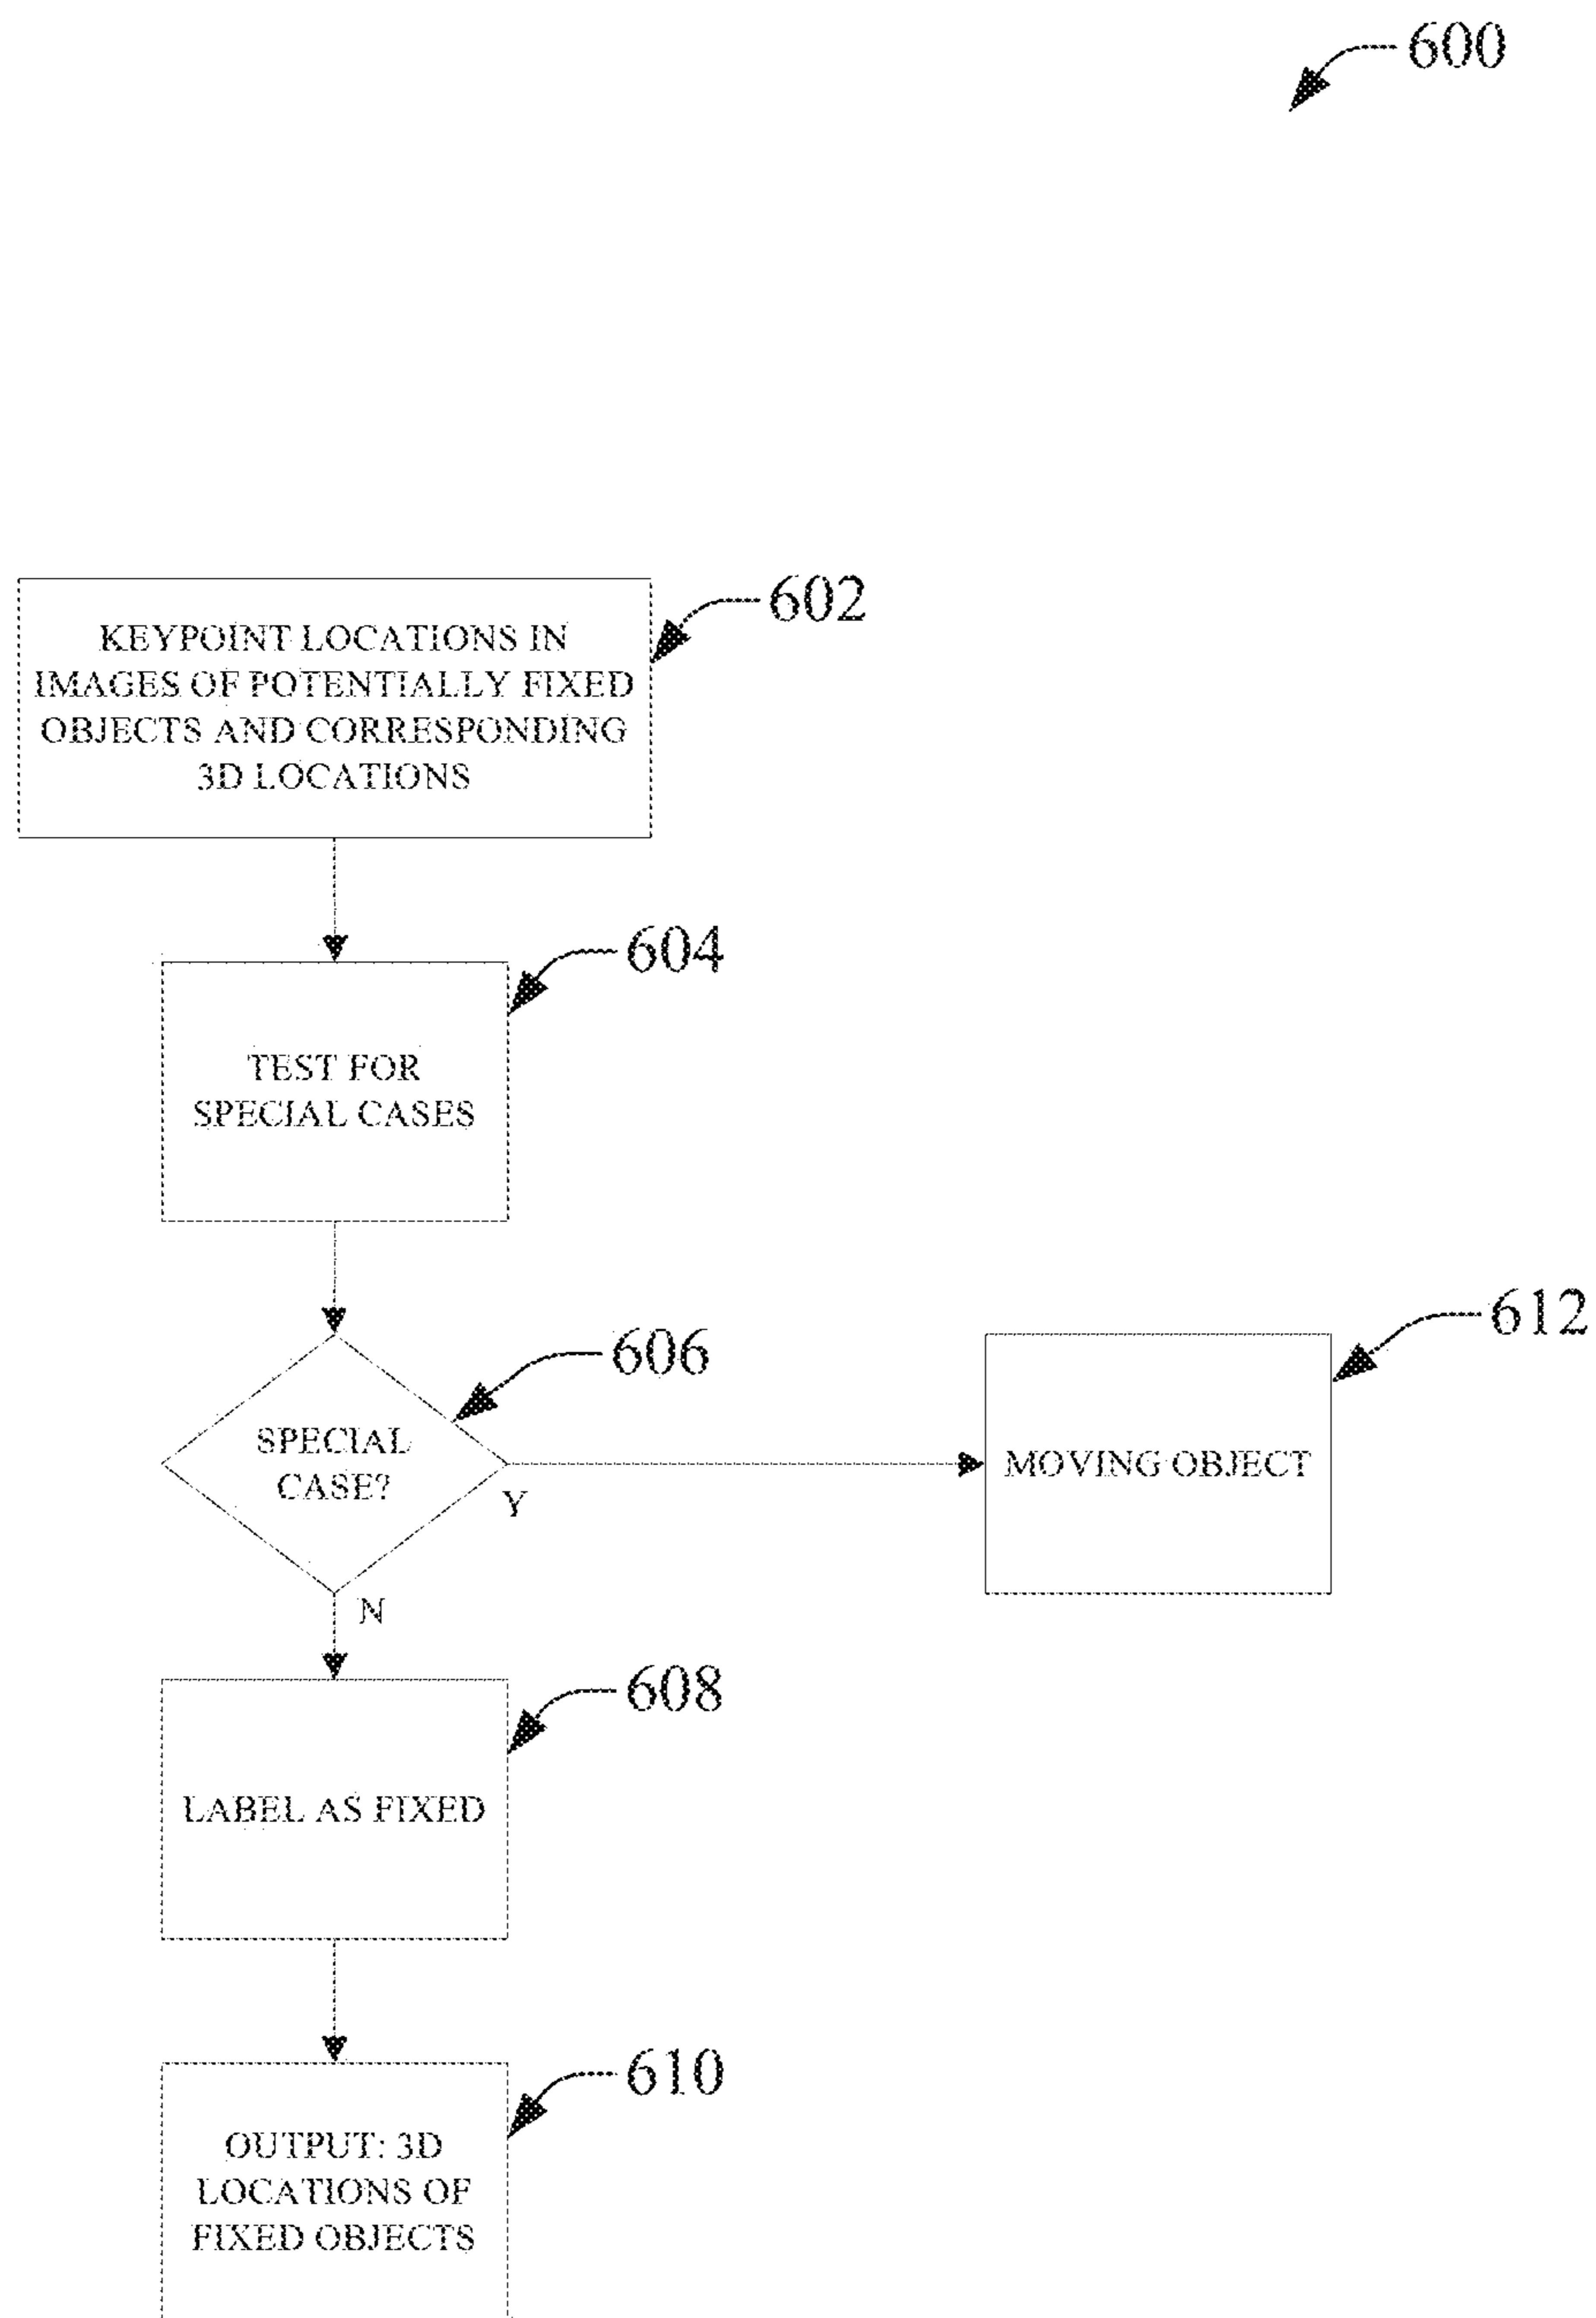 600
602
KEYPOINT LOCATIONS IN
IMAGES OF POTENTIALLY FIXED
OBJECTS AND CORRESPONDING
3D LOCATIONS
604
TEST FOR
SPECIAL CASES
606
612
SPECIAL
CASE?
MOVING OBJECT
Y
N
608
LABEL AS FIXED
610
OUTPUT: 3D
LOCATIONS OF
FIXED OBJECTS